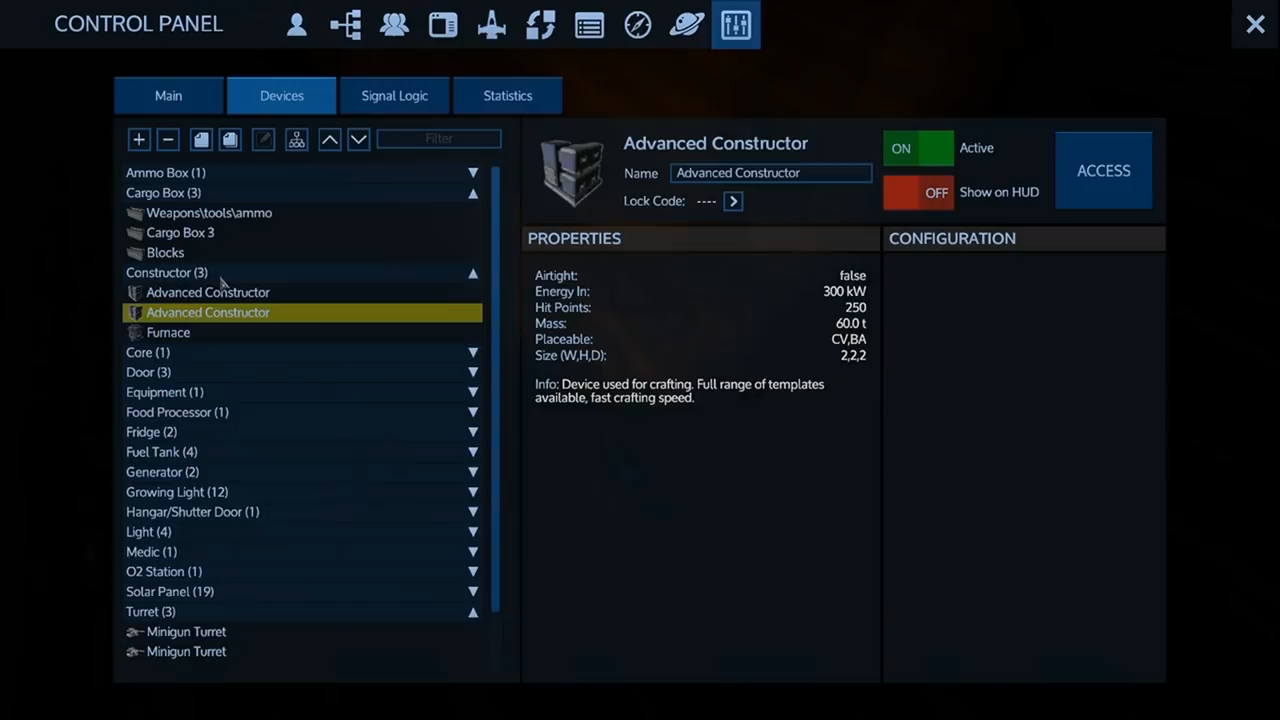 CONTROL PANEL
Main
Devices
Signal Logic
Statistics
Filter
Ammo Box (1)
Cargo Box (3)
Weapons\tools\ammo
Cargo Box 3
Blocks
Constructor (3)
Advanced Constructor
Advanced Constructor
Furnace
Core (1)
Door (3)
Equipment (1)
Food Processor (1)
Fridge (2)
Fuel Tank (4)
Generator (2)
Growing Light (12)
Hangar/Shutter Door (1)
Light (4)
Medic (1)
O2 Station (1)
Solar Panel (19)
Turret (3)
Minigun Turret
Minigun Turret
Advanced Constructor
Name Advanced Constructor
Lock Code: ----
ON Active
OFF Show on HUD
ACCESS
PROPERTIES
Airtight: false
Energy In: 300 kW
Hit Points: 250
Mass: 60.0 t
Placeable: CV,BA
Size (W,H,D): 2,2,2
Info: Device used for crafting. Full range of templates
available, fast crafting speed.
CONFIGURATION